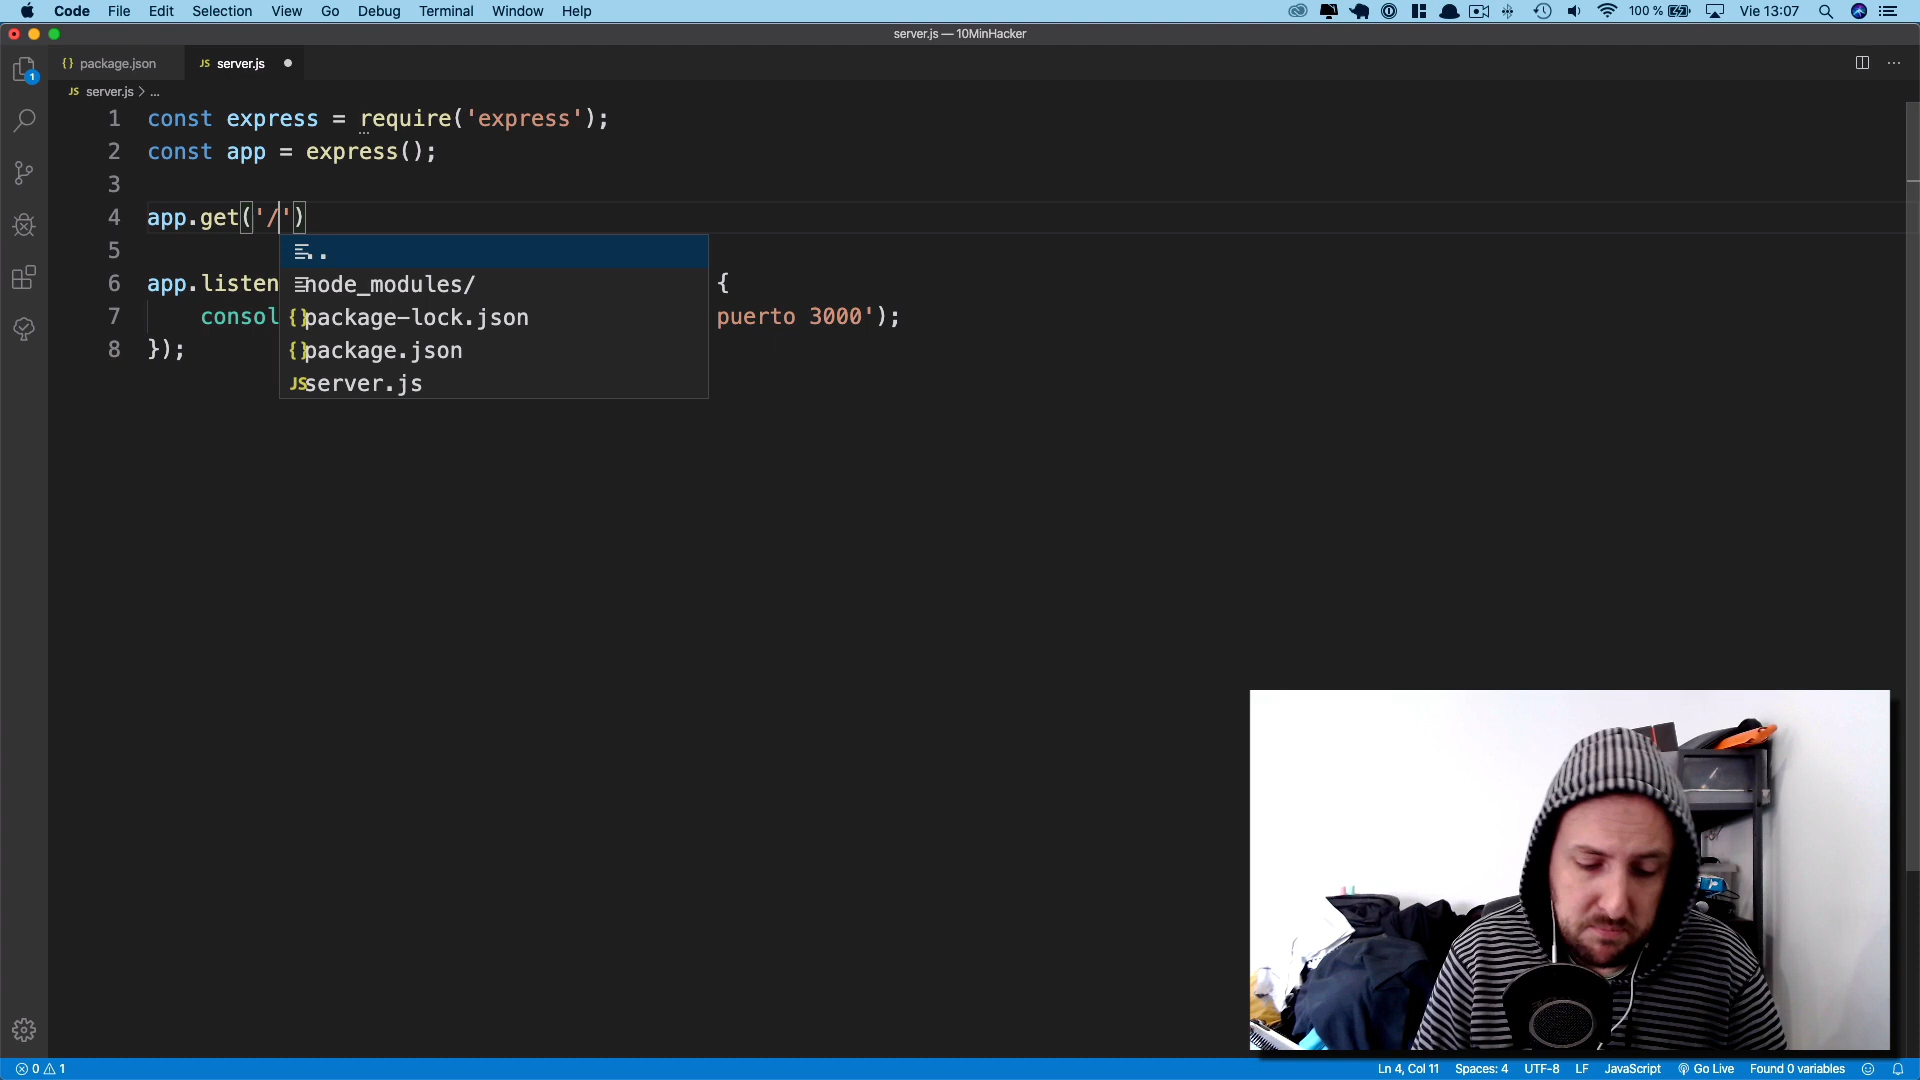 Code File Edit Selection View Go Debug Terminal Window Help 100 % Vie 13:07
server.js — 10MinHacker
{} package.json JS server.js
JS server.js > ...
1 const express = require('express');
2 const app = express();
3
4 app.get('/')
5
6 app.listen {
7 consol puerto 3000');
8 });
..
node_modules/
{} package-lock.json
{} package.json
JS server.js
1
0 1 Ln 4, Col 11 Spaces: 4 UTF-8 LF JavaScript Go Live Found 0 variables